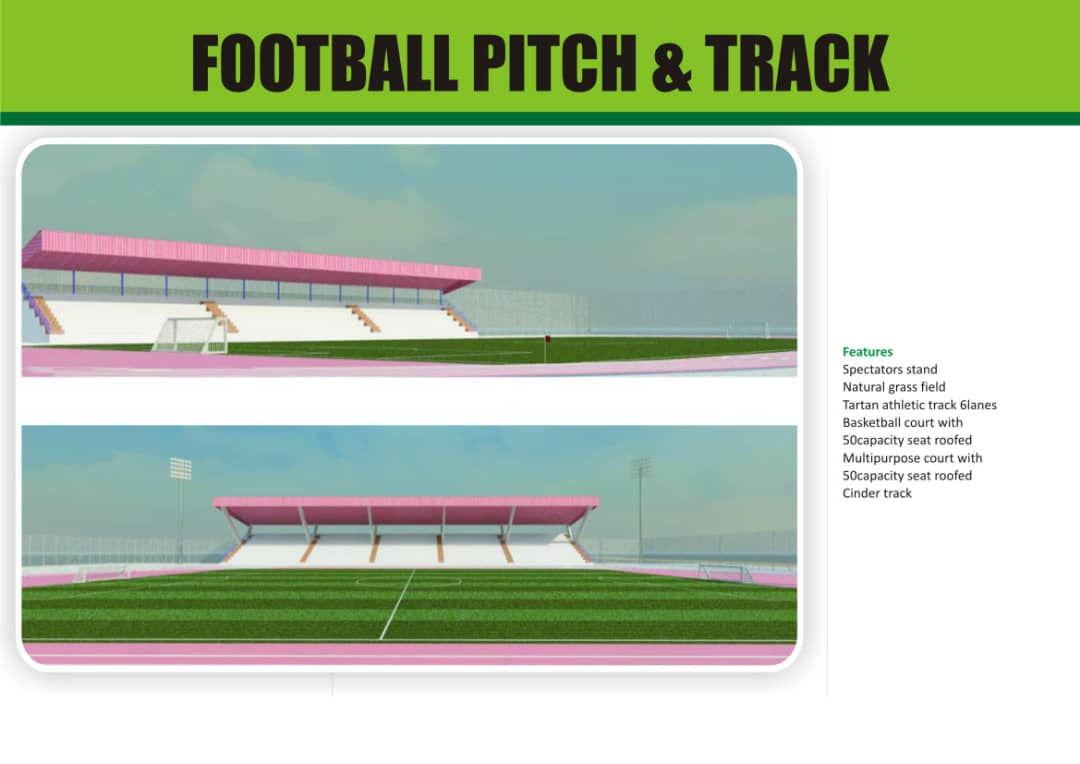 FOOTBALL PITCH & TRACK
Features
Spectators stand
Natural grass field
Tartan athletic track 6lanes
Basketball court with
50capacity seat roofed
Multipurpose court with
50capacity seat roofed
Cinder track